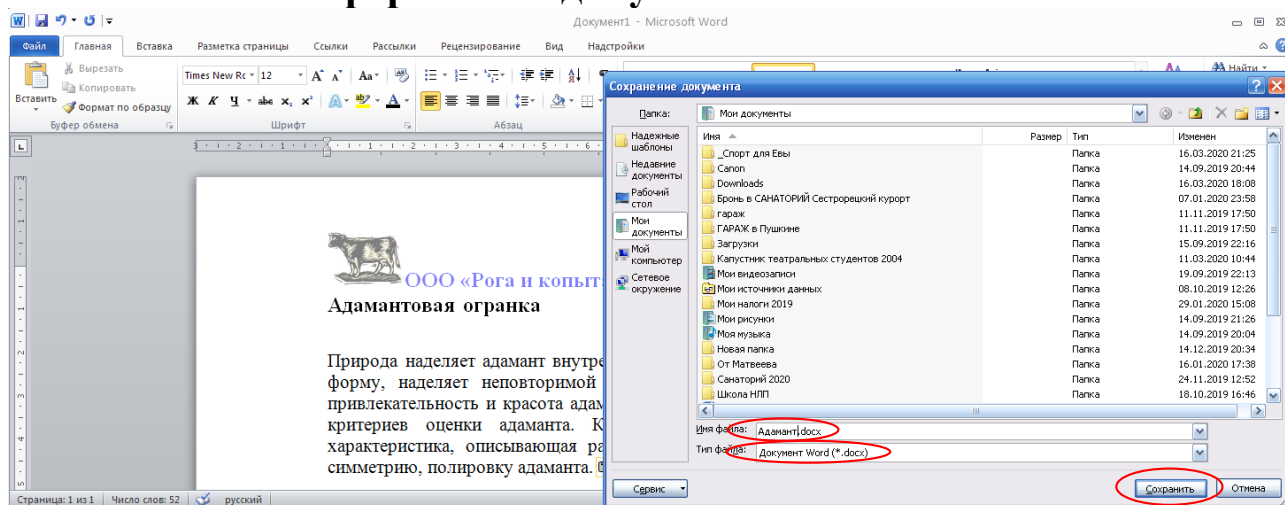 Документ1 - Microsoft Word
Файл Главная Вставка Разметка страницы Ссылки Рассылки Рецензирование Вид Надстройки
Вставить
Вырезать
Копировать
Формат по образцу
Буфер обмена
Times New Rc 12
Ж К Ч abc x, x²
Шрифт
Абзац
Найти
ООО «Рога и копыт
Адамантовая огранка
Природа наделяет адамант внутре
форму, наделяет неповторимой
привлекательность и красота адам
критериев оценки адаманта. К
характеристика, описывающая ра
симметрию, полировку адаманта.
Страница: 1 из 1 Число слов: 52 русский
Сохранение документа
Папка: Мои документы
Надежные шаблоны
Недавние документы
Рабочий стол
Мои документы
Мой компьютер
Сетевое окружение
Имя Размер Тип Изменен
_Спорт для Евы Папка 16.03.2020 21:25
Canon Папка 14.09.2019 20:44
Downloads Папка 16.03.2020 18:08
Бронь в САНАТОРИЙ Сестрорецкий курорт Папка 07.01.2020 23:58
гараж Папка 11.11.2019 17:50
ГАРАЖ в Пушкине Папка 11.11.2019 17:50
Загрузки Папка 15.09.2019 22:16
Капустник театральных студентов 2004 Папка 11.03.2020 10:44
Мои видеозаписи Папка 19.09.2019 22:13
Мои источники данных Папка 08.10.2019 12:26
Мои налоги 2019 Папка 29.01.2020 15:08
Мои рисунки Папка 14.09.2019 21:26
Моя музыка Папка 14.09.2019 20:04
Новая папка Папка 14.12.2019 20:34
От Матвеева Папка 16.01.2020 17:38
Санаторий 2020 Папка 24.11.2019 12:52
Школа НЛП Папка 18.10.2019 16:46
Имя файла: Адамант.docx
Тип файла: Документ Word (*.docx)
Сервис Сохранить Отмена